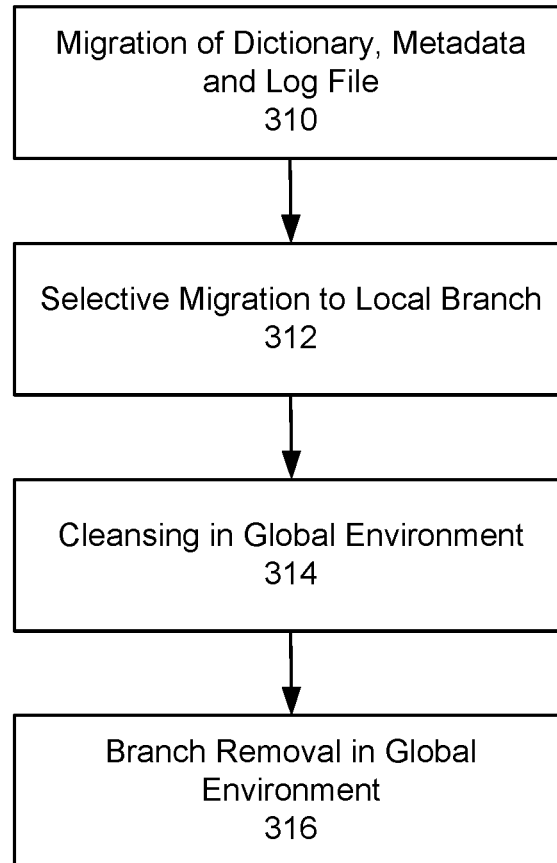 Migration of Dictionary, Metadata
and Log File
310
Selective Migration to Local Branch
312
Cleansing in Global Environment
314
Branch Removal in Global
Environment
316